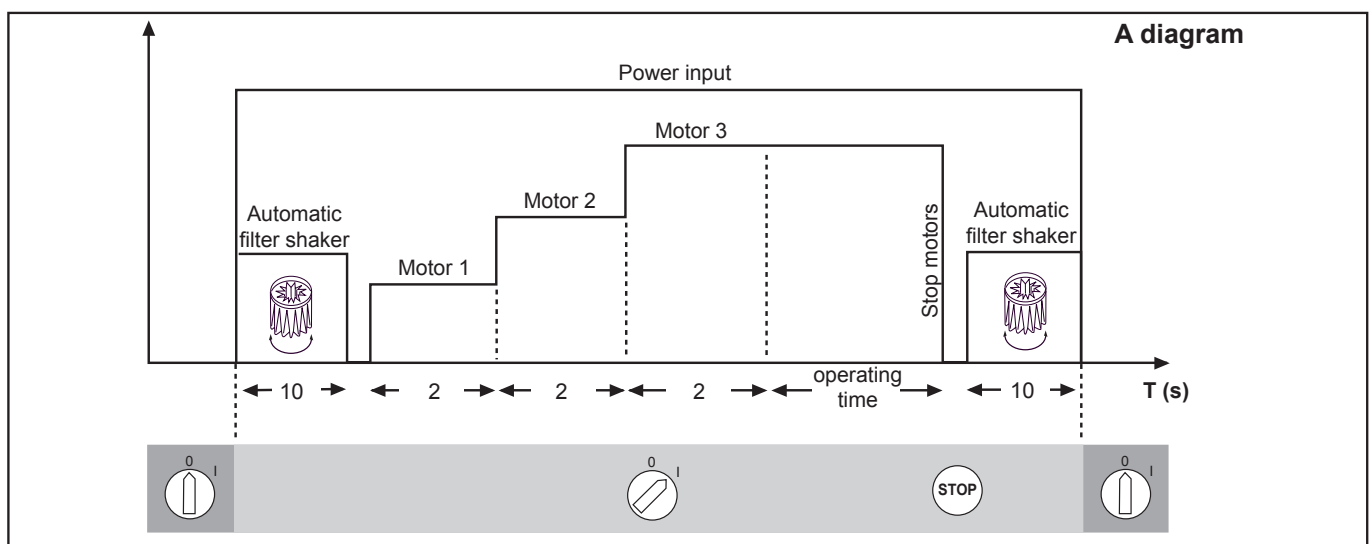 A diagram
Power input
Motor 3
Motor 2
Automatic
filter shaker
Motor 1
Stop motors
Automatic
filter shaker
10
2
2
2
operating
time
10
T (s)
0
I
0
I
STOP
0
I